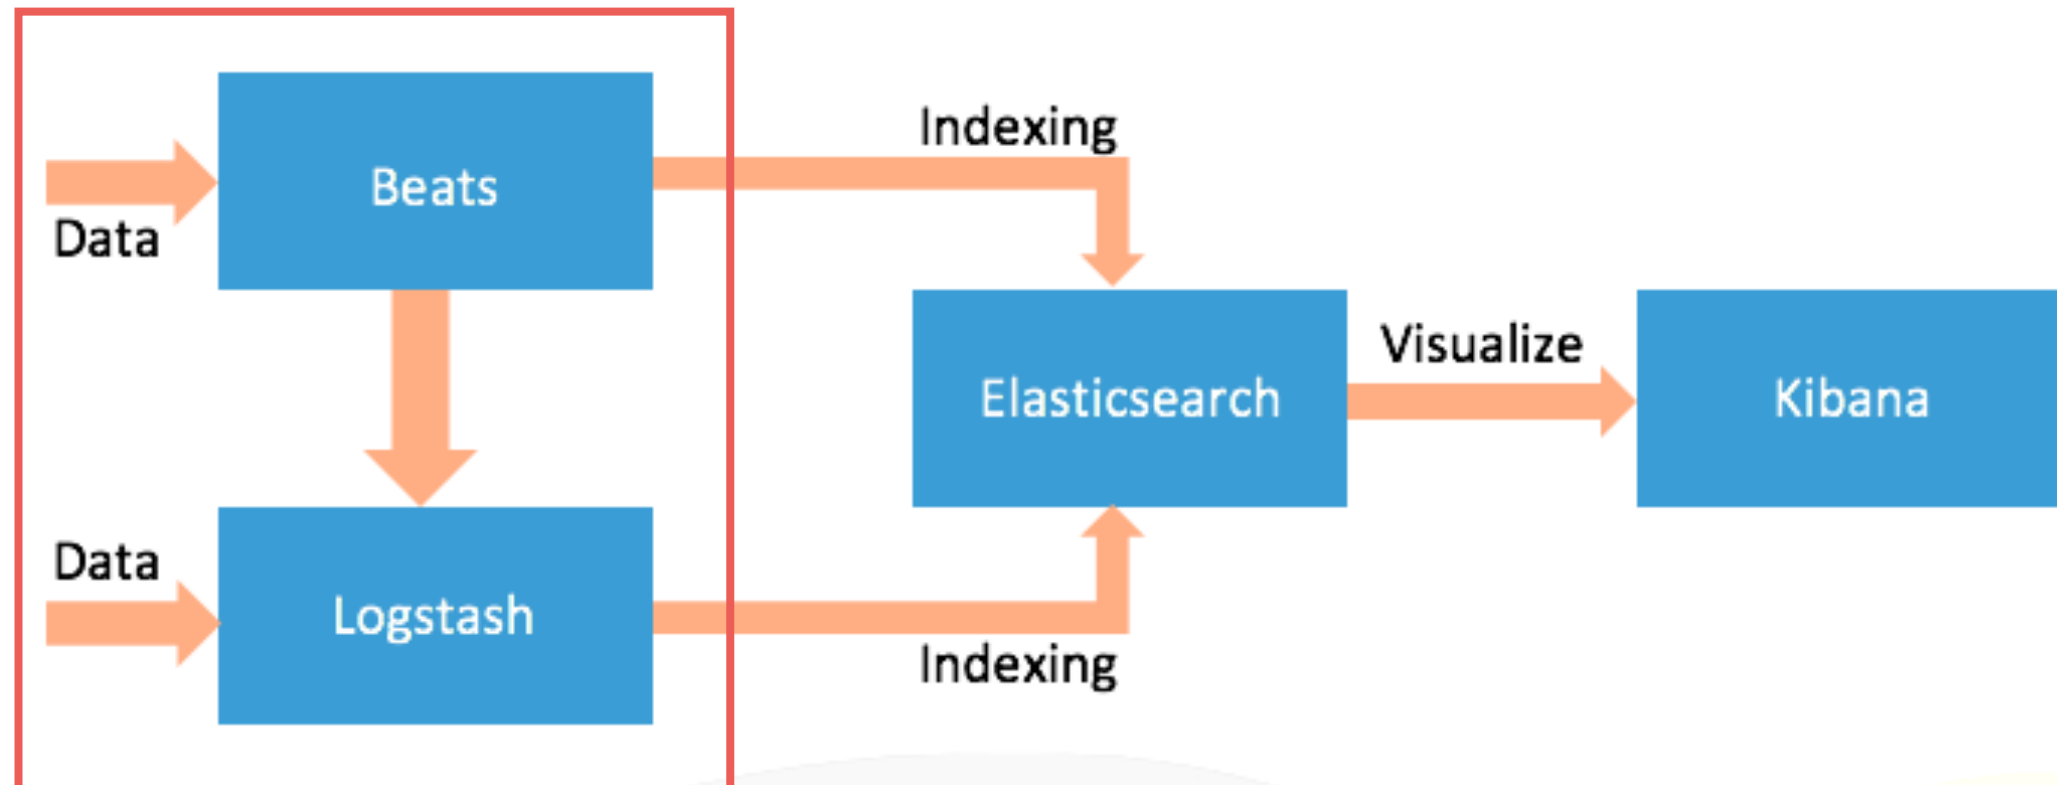 Data
Beats
Indexing
Data
Logstash
Indexing
Elasticsearch
Visualize
Kibana